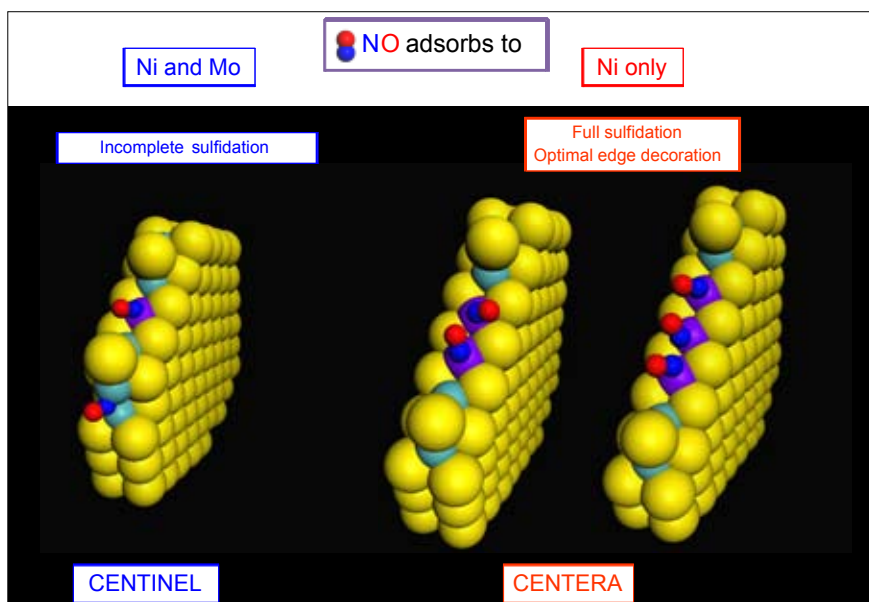 NO adsorbs to
Ni and Mo
Ni only
Incomplete sulfidation
Full sulfidation
Optimal edge decoration
CENTINEL
CENTERA